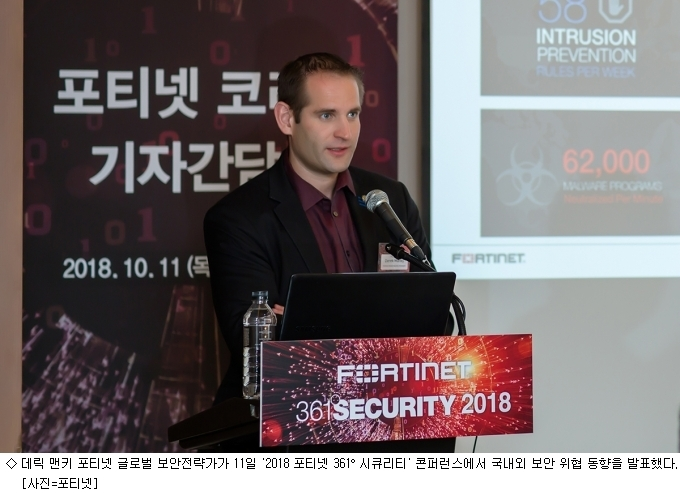 포티넷 코리
기자간담
2018. 10. 11 (목
58
INTRUSION
PREVENTION
RULES PER WEEK
62,000
MALWARE PROGRAMS
Neutralized Per Minute
FORTINET
FORTINET
361° SECURITY 2018
◇ 데릭 맨키 포티넷 글로벌 보안전략가가 11일 '2018 포티넷 361° 시큐리티' 콘퍼런스에서 국내외 보안 위협 동향을 발표했다.
[사진=포티넷]